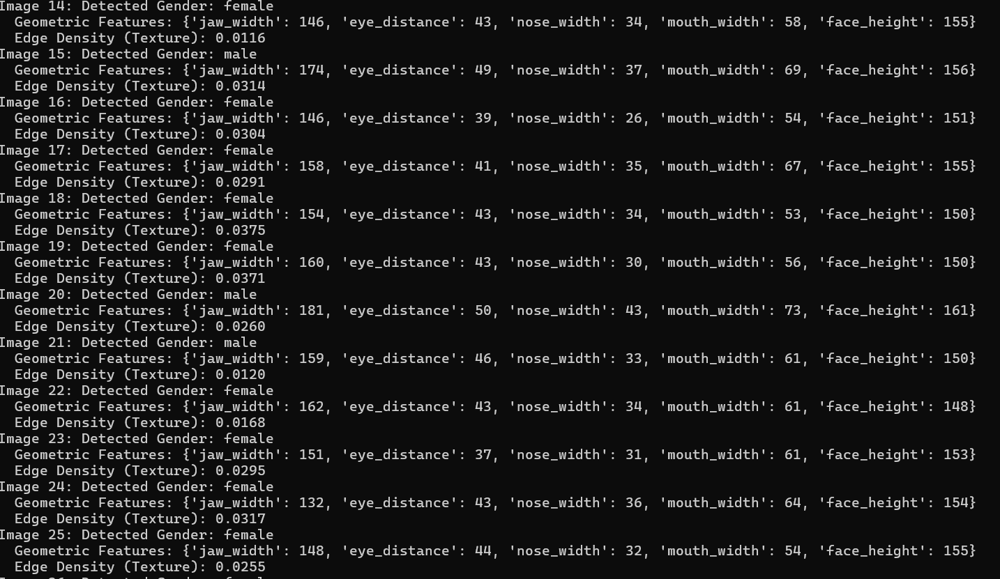 Image 14: Detected Gender: female
  Geometric Features: {'jaw_width': 146, 'eye_distance': 43, 'nose_width': 34, 'mouth_width': 58, 'face_height': 155}
  Edge Density (Texture): 0.0116
Image 15: Detected Gender: male
  Geometric Features: {'jaw_width': 174, 'eye_distance': 49, 'nose_width': 37, 'mouth_width': 69, 'face_height': 156}
  Edge Density (Texture): 0.0314
Image 16: Detected Gender: female
  Geometric Features: {'jaw_width': 146, 'eye_distance': 39, 'nose_width': 26, 'mouth_width': 54, 'face_height': 151}
  Edge Density (Texture): 0.0304
Image 17: Detected Gender: female
  Geometric Features: {'jaw_width': 158, 'eye_distance': 41, 'nose_width': 35, 'mouth_width': 67, 'face_height': 155}
  Edge Density (Texture): 0.0291
Image 18: Detected Gender: female
  Geometric Features: {'jaw_width': 154, 'eye_distance': 43, 'nose_width': 34, 'mouth_width': 53, 'face_height': 150}
  Edge Density (Texture): 0.0375
Image 19: Detected Gender: female
  Geometric Features: {'jaw_width': 160, 'eye_distance': 43, 'nose_width': 30, 'mouth_width': 56, 'face_height': 150}
  Edge Density (Texture): 0.0371
Image 20: Detected Gender: male
  Geometric Features: {'jaw_width': 181, 'eye_distance': 50, 'nose_width': 43, 'mouth_width': 73, 'face_height': 161}
  Edge Density (Texture): 0.0260
Image 21: Detected Gender: male
  Geometric Features: {'jaw_width': 159, 'eye_distance': 46, 'nose_width': 33, 'mouth_width': 61, 'face_height': 150}
  Edge Density (Texture): 0.0120
Image 22: Detected Gender: female
  Geometric Features: {'jaw_width': 162, 'eye_distance': 43, 'nose_width': 34, 'mouth_width': 61, 'face_height': 148}
  Edge Density (Texture): 0.0168
Image 23: Detected Gender: female
  Geometric Features: {'jaw_width': 151, 'eye_distance': 37, 'nose_width': 31, 'mouth_width': 61, 'face_height': 153}
  Edge Density (Texture): 0.0295
Image 24: Detected Gender: female
  Geometric Features: {'jaw_width': 132, 'eye_distance': 43, 'nose_width': 36, 'mouth_width': 64, 'face_height': 154}
  Edge Density (Texture): 0.0317
Image 25: Detected Gender: female
  Geometric Features: {'jaw_width': 148, 'eye_distance': 44, 'nose_width': 32, 'mouth_width': 54, 'face_height': 155}
  Edge Density (Texture): 0.0255